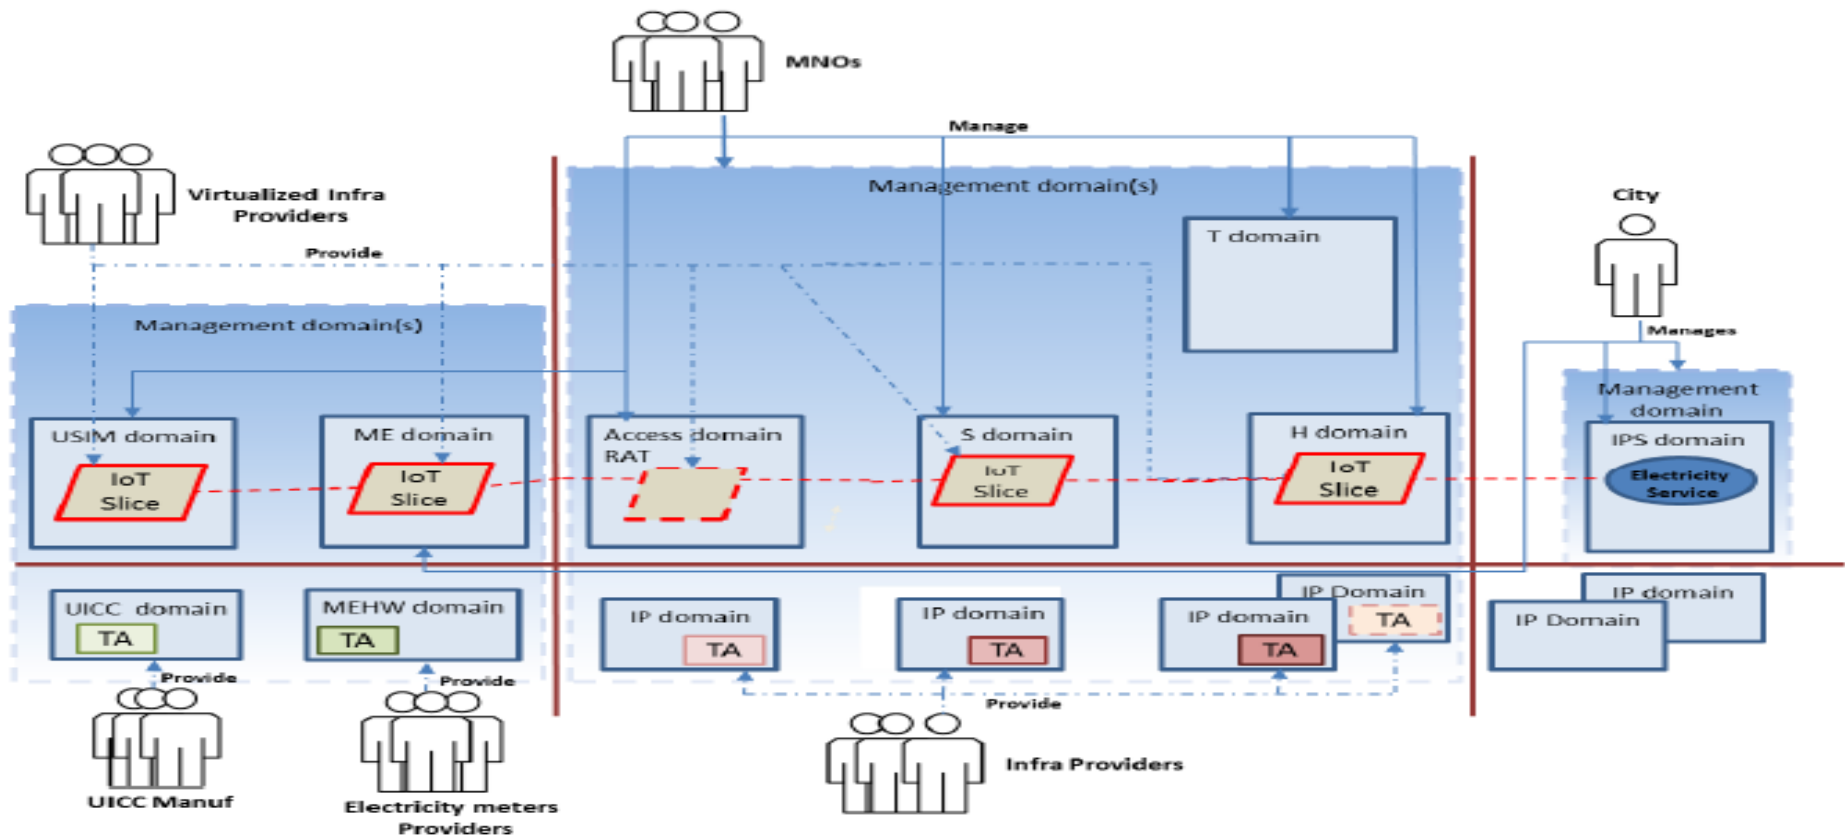 MNOs
Manage
Management domain(s)
Virtualized Infra
Providers
City
T domain
Provide
Management domain(s)
Manages
Management
domain
USIM domain
ME domain
Access domain
RAT
S domain
H domain
IPS domain
IoT
Slice
IoT
Slice
IoT
Slice
IoT
Slice
Electricity
Service
UICC domain
TA
MEHW domain
TA
IP domain
TA
IP domain
TA
IP domain
TA
IP Domain
TA
IP domain
IP Domain
Provide
Provide
Provide
Infra Providers
UICC Manuf
Electricity meters
Providers